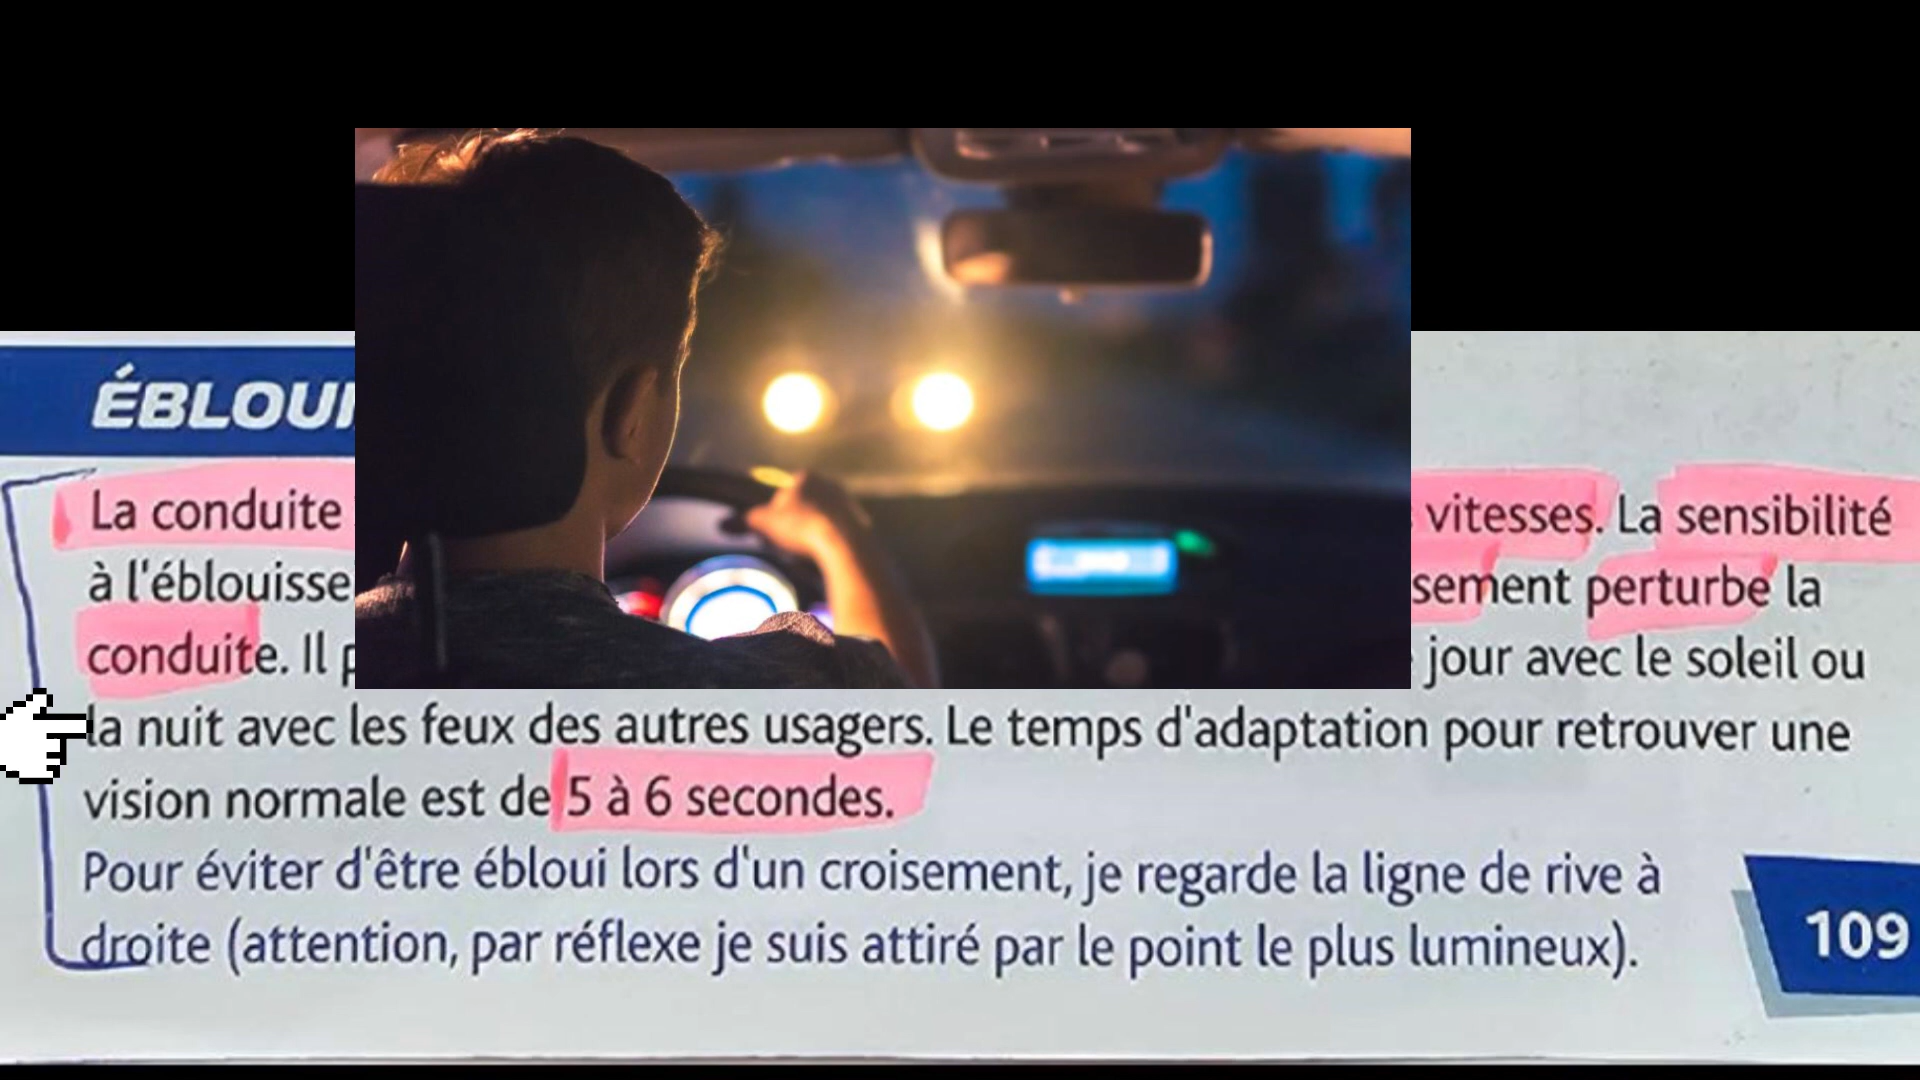 ÉBLOUI
La conduite vitesses. La sensibilité
à l'éblouisse sement perturbe la
conduite. Il jour avec le soleil ou
la nuit avec les feux des autres usagers. Le temps d'adaptation pour retrouver une
vision normale est de 5 à 6 secondes.
Pour éviter d'être ébloui lors d'un croisement, je regarde la ligne de rive à
droite (attention, par réflexe je suis attiré par le point le plus lumineux).
109